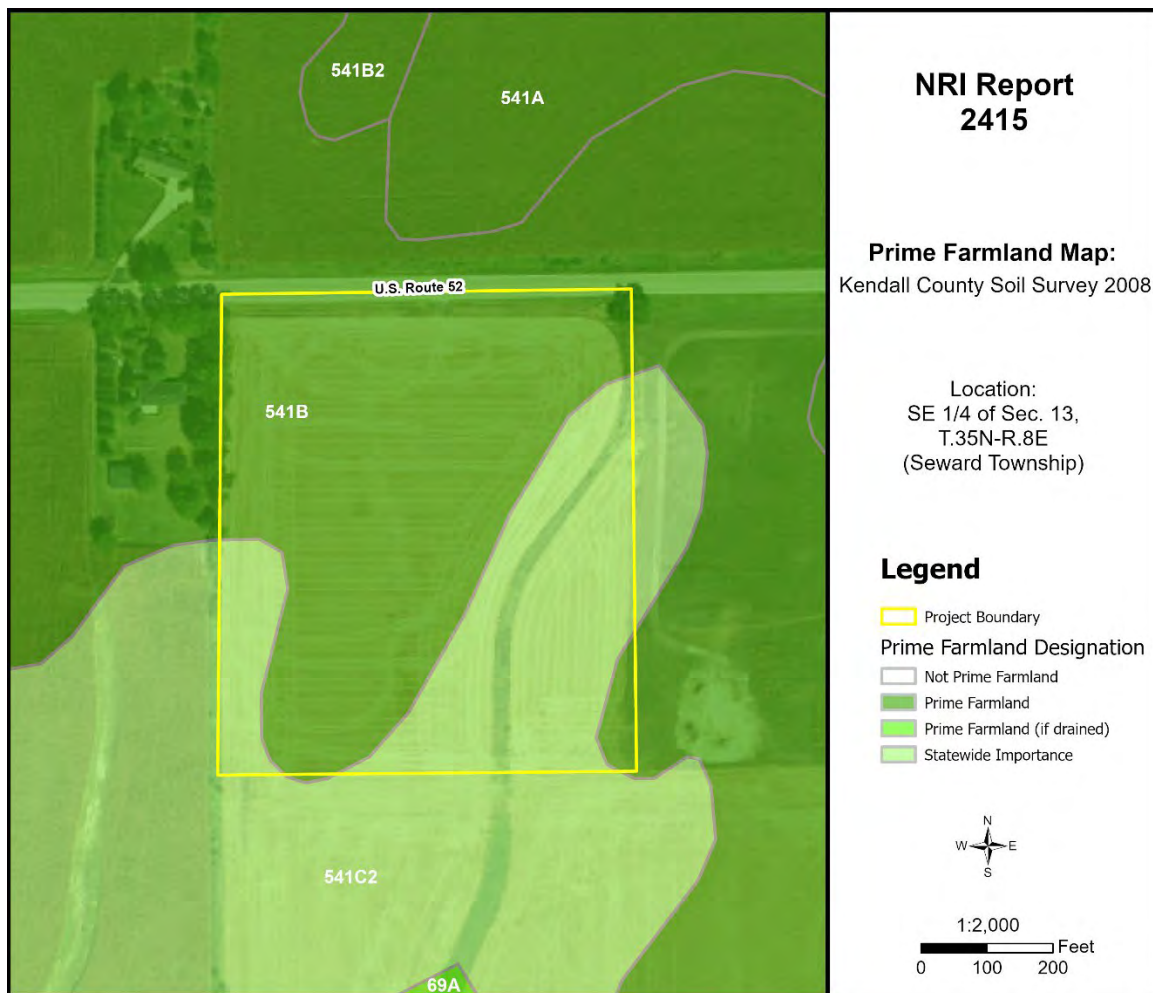 541B2
541A
U.S. Route 52
541B
541C2
69A
NRI Report
2415
Prime Farmland Map:
Kendall County Soil Survey 2008
Location:
SE 1/4 of Sec. 13,
T.35N-R.8E
(Seward Township)
Legend
Project Boundary
Prime Farmland Designation
Not Prime Farmland
Prime Farmland
Prime Farmland (if drained)
Statewide Importance
N
W E
S
1:2,000
Feet
0 100 200